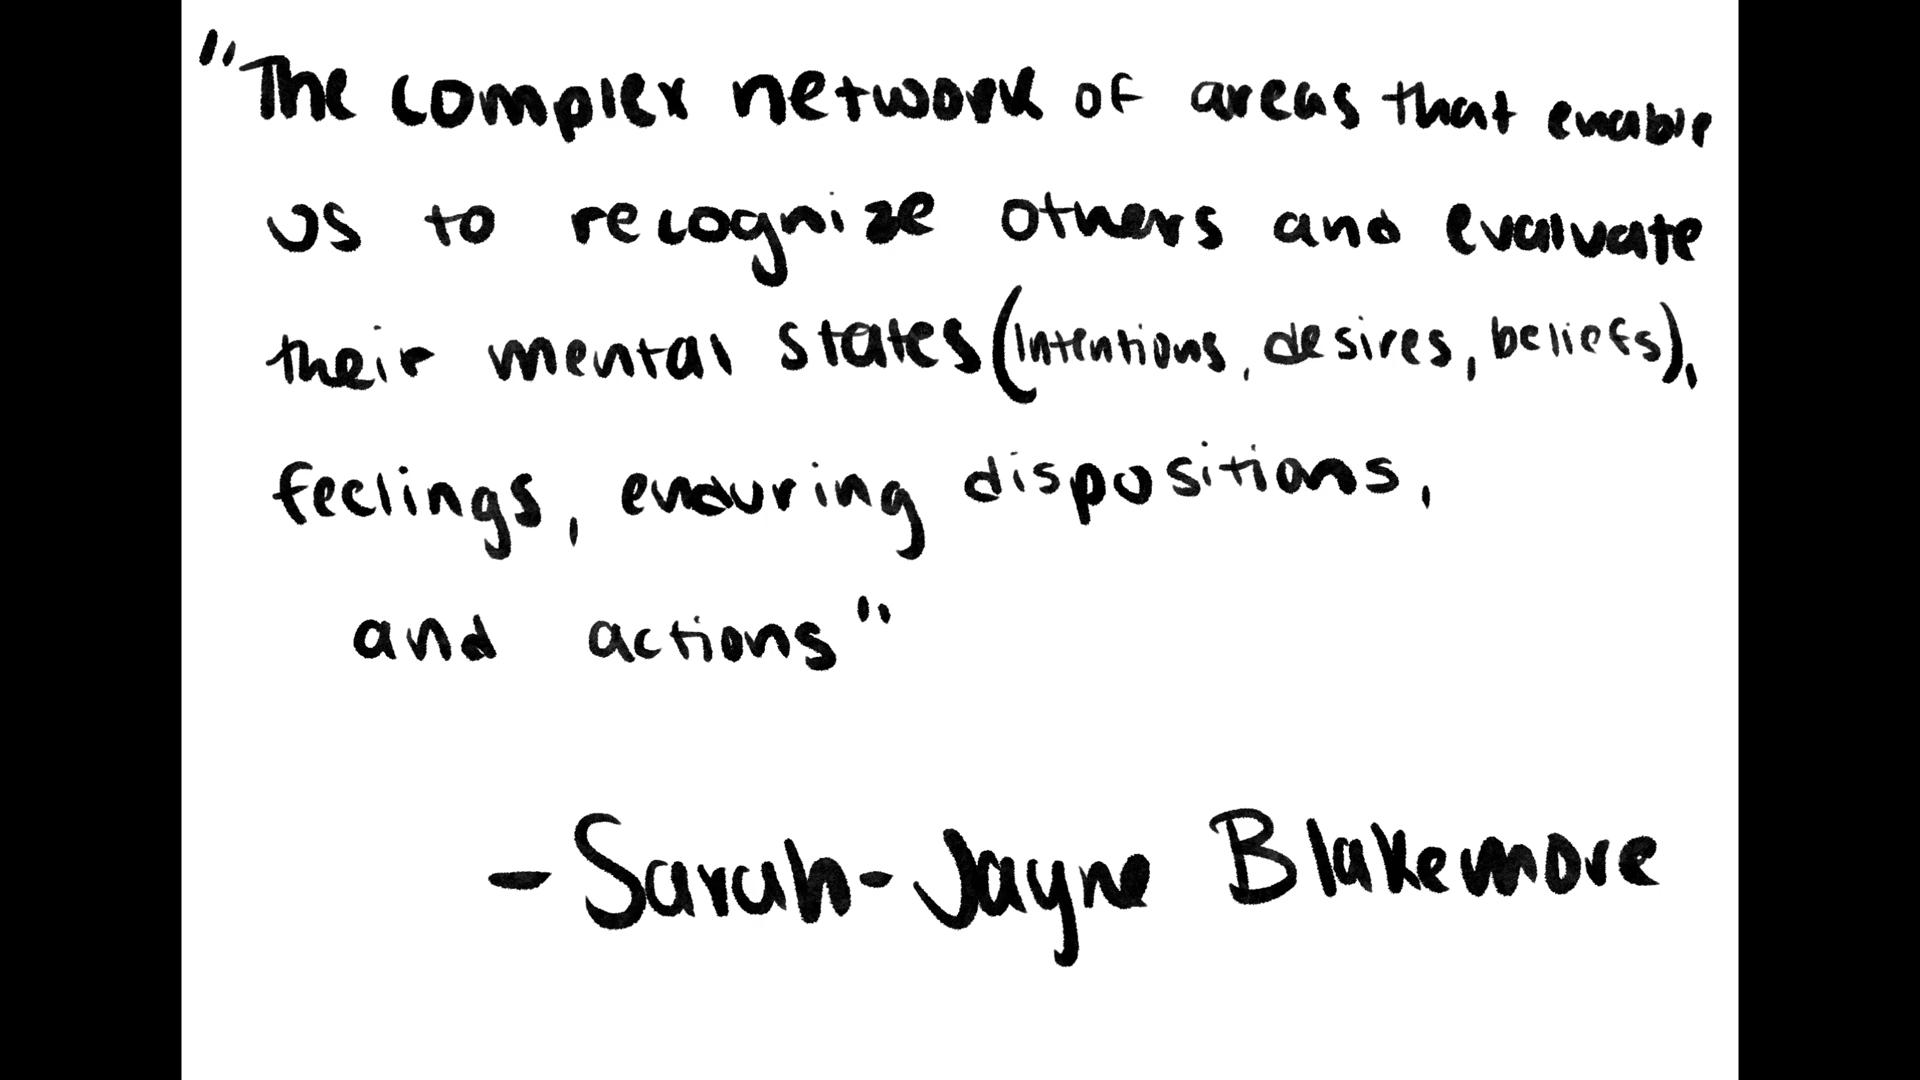 "The complex network of areas that enable
us to recognize others and evaluate
their mental states (intentions, desires, beliefs),
feelings, enduring dispositions,
and actions"
- Sarah-Jayne Blakemore